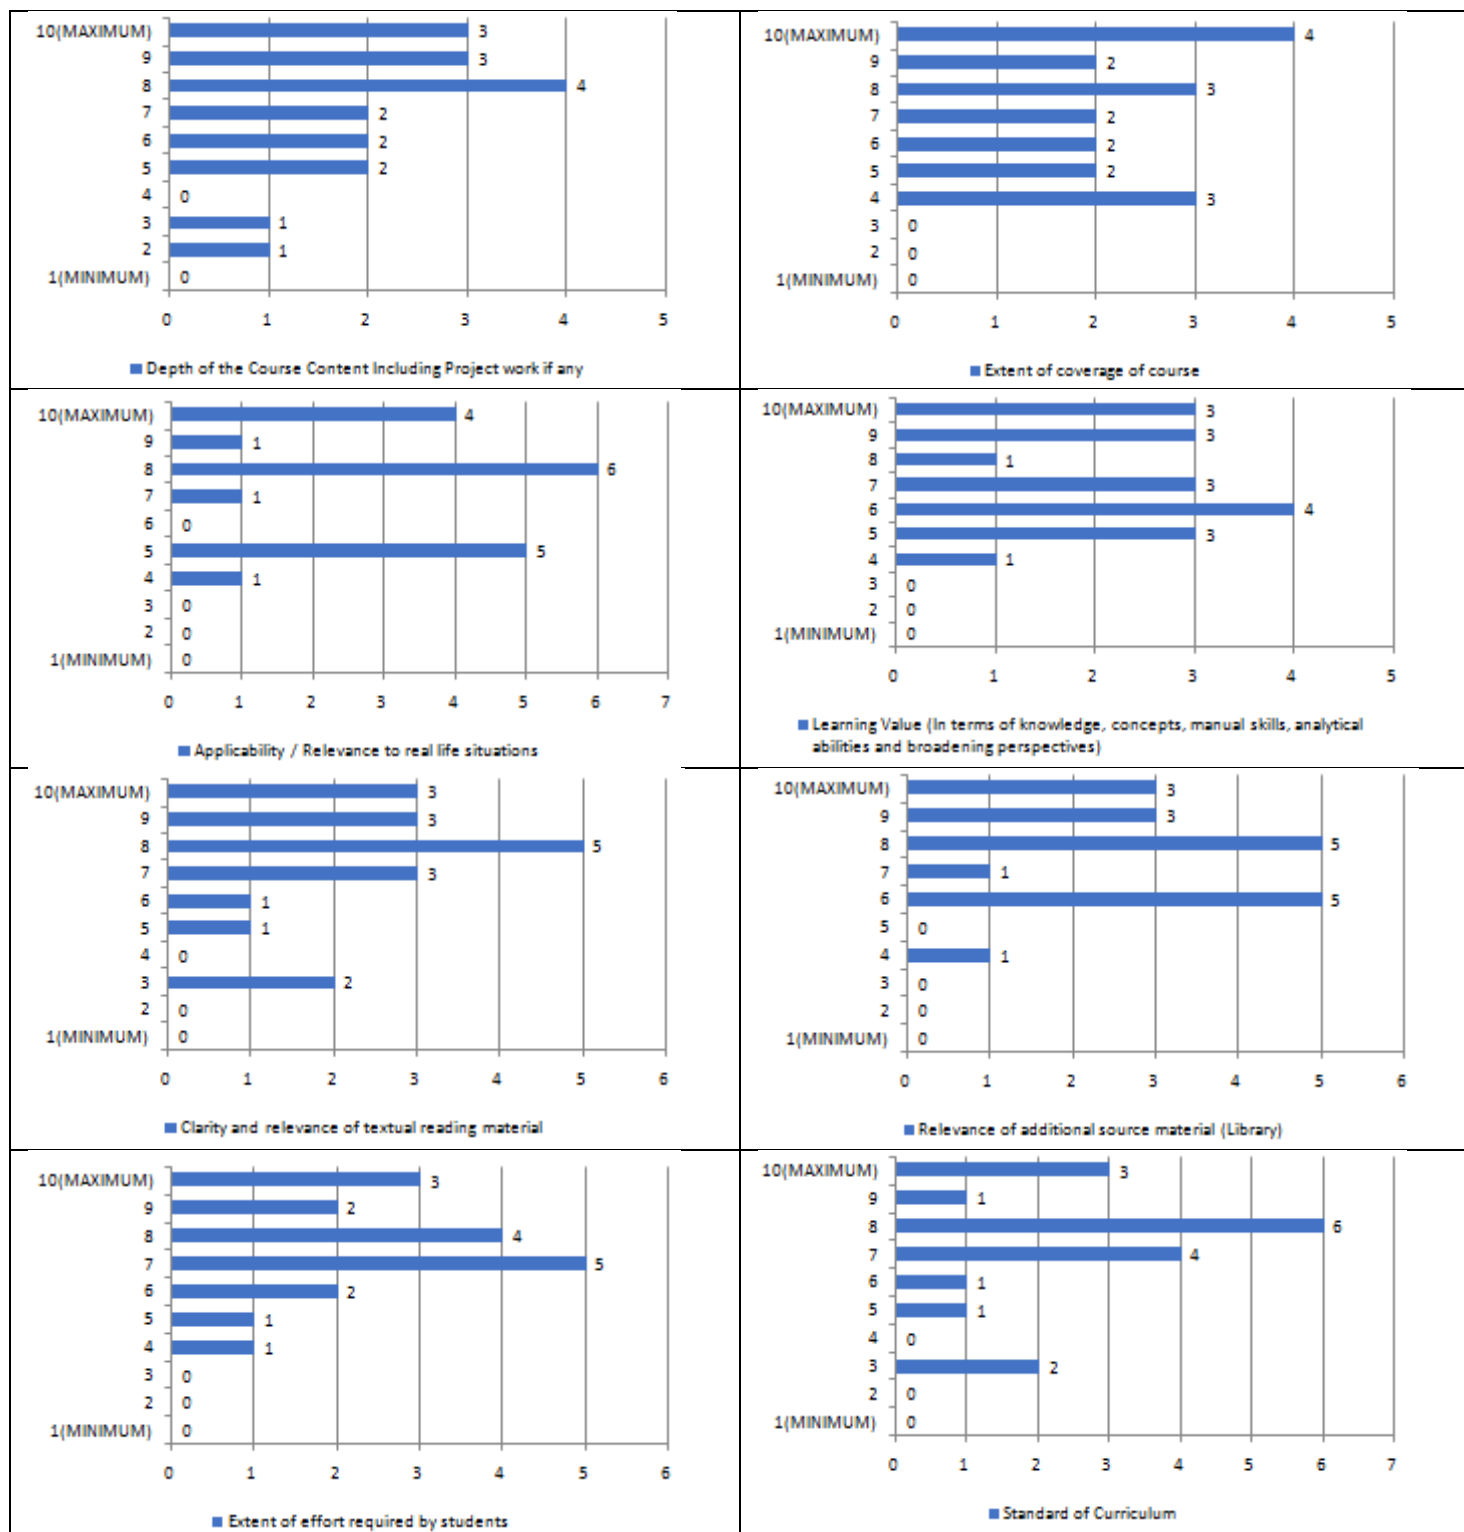 10(MAXIMUM) 3
9 3
8 4
7 2
6 2
5 2
4 0
3 1
2 1
1(MINIMUM) 0
0 1 2 3 4 5
Depth of the Course Content Including Project work if any
10(MAXIMUM) 4
9 2
8 3
7 2
6 2
5 2
4 3
3 0
2 0
1(MINIMUM) 0
0 1 2 3 4 5
Extent of coverage of course
10(MAXIMUM) 4
9 1
8 6
7 1
6 0
5 5
4 1
3 0
2 0
1(MINIMUM) 0
0 1 2 3 4 5 6 7
Applicability / Relevance to real life situations
10(MAXIMUM) 3
9 3
8 1
7 3
6 4
5 3
4 1
3 0
2 0
1(MINIMUM) 0
0 1 2 3 4 5
Learning Value (In terms of knowledge, concepts, manual skills, analytical
abilities and broadening perspectives)
10(MAXIMUM) 3
9 3
8 5
7 3
6 1
5 1
4 0
3 2
2 0
1(MINIMUM) 0
0 1 2 3 4 5 6
Clarity and relevance of textual reading material
10(MAXIMUM) 3
9 3
8 5
7 1
6 5
5 0
4 1
3 0
2 0
1(MINIMUM) 0
0 1 2 3 4 5 6
Relevance of additional source material (Library)
10(MAXIMUM) 3
9 2
8 4
7 5
6 2
5 1
4 1
3 0
2 0
1(MINIMUM) 0
0 1 2 3 4 5 6
Extent of effort required by students
10(MAXIMUM) 3
9 1
8 6
7 4
6 1
5 1
4 0
3 2
2 0
1(MINIMUM) 0
0 1 2 3 4 5 6 7
Standard of Curriculum